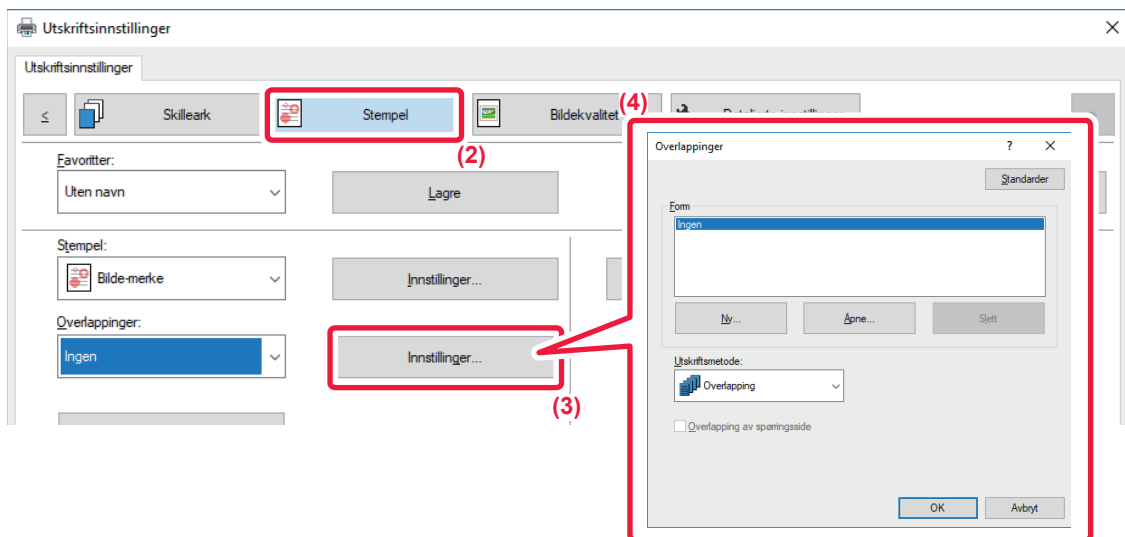 Utskriftsinnstillinger
Utskriftsinnstillinger
<
Skilleark
Stempel
Bildekvalitet
(4)
(2)
Favoritter:
Uten navn
Lagre
Stempel:
Bilde-merke
Innstillinger...
Overlappinger:
Ingen
Innstillinger...
(3)
Overlappinger
?
Standarder
Form
Ingen
Ny...
Åpne...
Slett
Utskriftsmetode:
Overlapping
Overlapping av spørringsside
OK
Avbryt